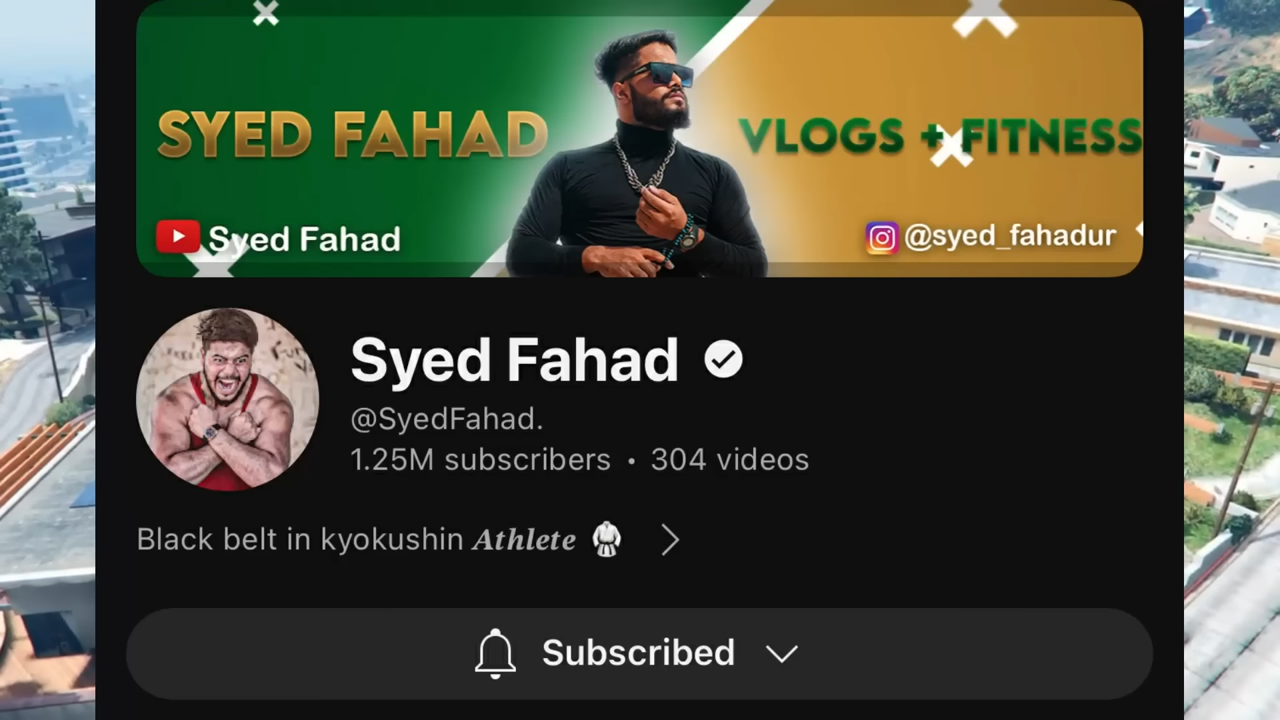 SYED FAHAD
VLOGS + FITNESS
Syed Fahad
@syed_fahadur
Syed Fahad
@SyedFahad.
1.25M subscribers • 304 videos
Black belt in kyokushin Athlete 🥋
Subscribed